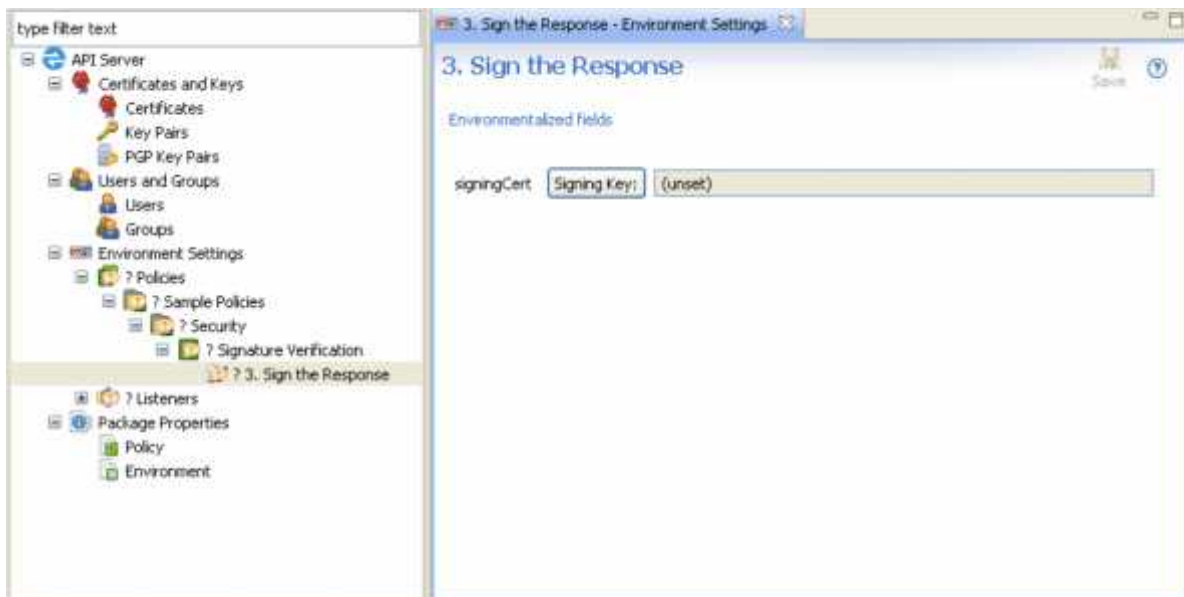 type filter text
API Server
Certificates and Keys
Certificates
Key Pairs
PGP Key Pairs
Users and Groups
Users
Groups
Environment Settings
? Policies
? Sample Policies
? Security
? Signature Verification
? 3. Sign the Response
? Listeners
Package Properties
Policy
Environment
3. Sign the Response - Environment Settings
3. Sign the Response
Save
Environmentalized fields
signingCert Signing Key: (unset)